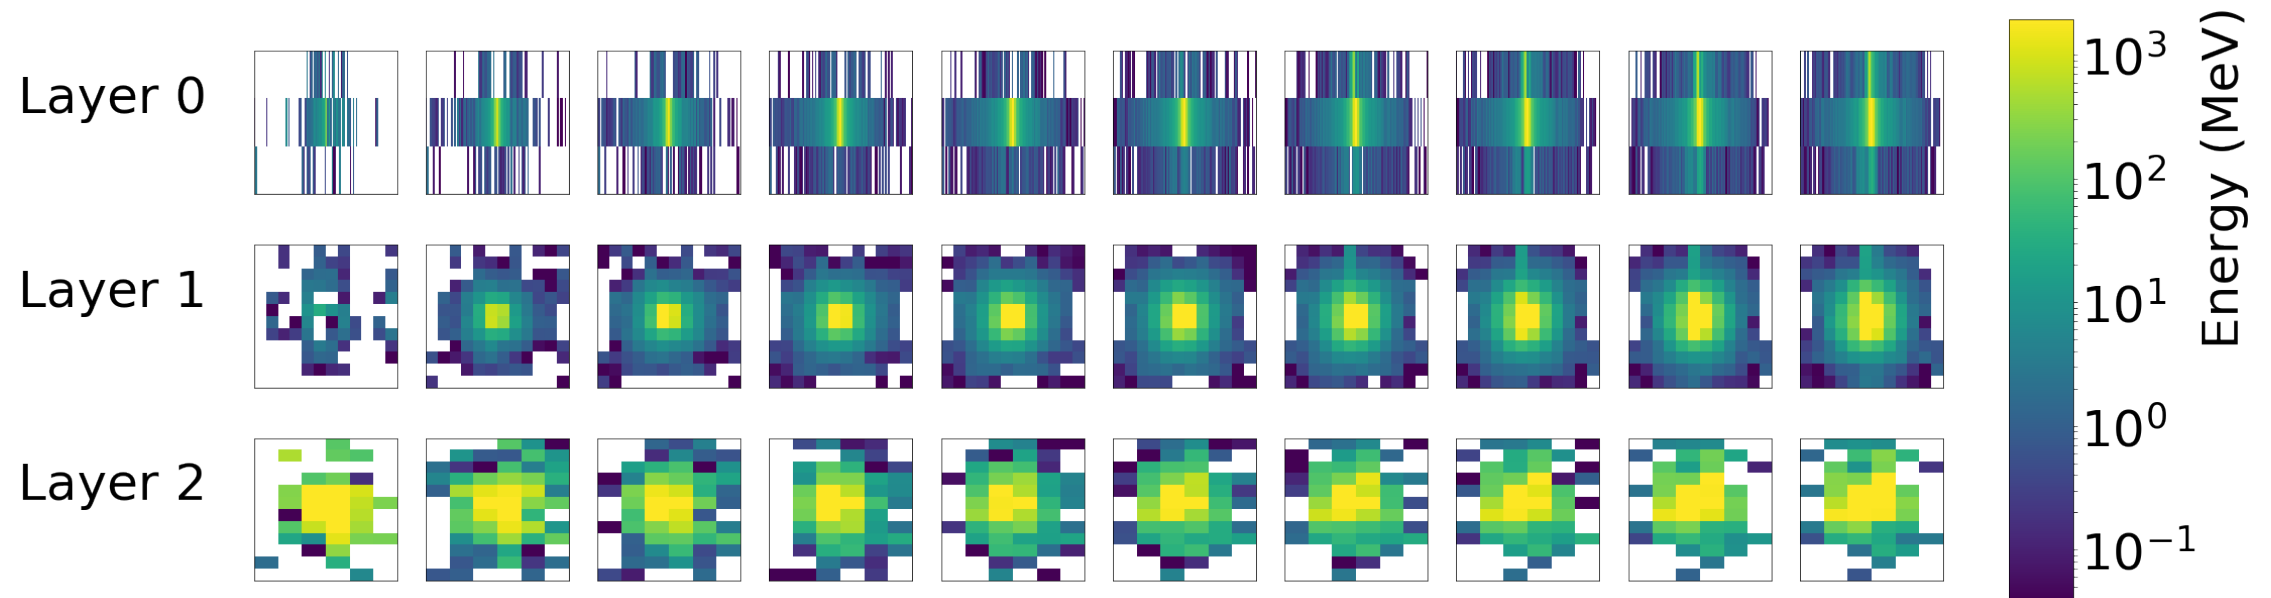 Layer 0
Layer 1
Layer 2
10³
10²
10¹
10⁰
10⁻¹
Energy (MeV)